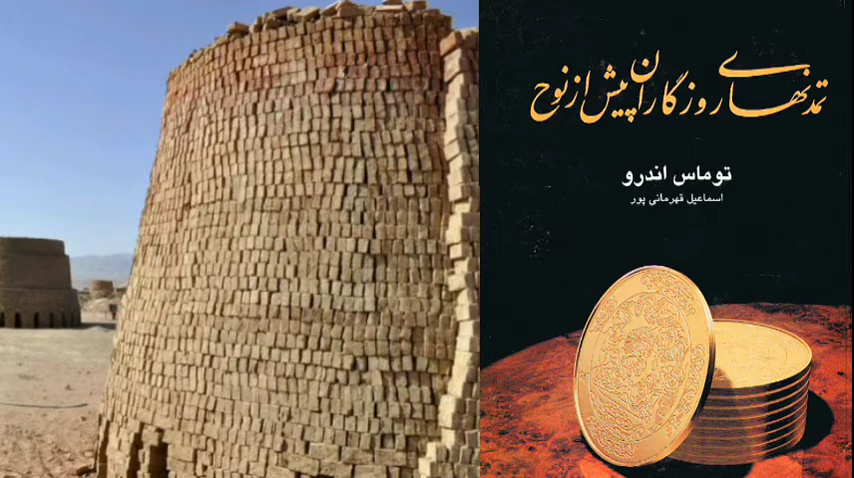 تمدنهای روزگاران پیش از نوح
توماس اندرو
اسماعیل قهرمانی پور